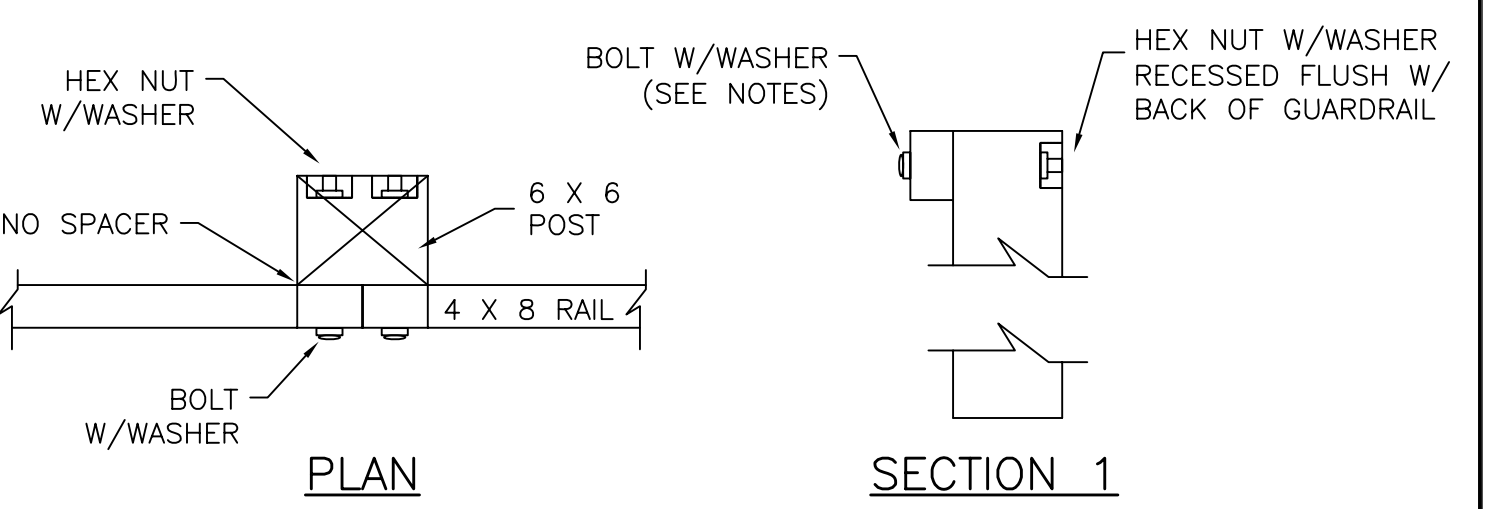 HEX NUT
W/WASHER
NO SPACER
6 X 6
POST
4 X 8 RAIL
BOLT
W/WASHER
PLAN
BOLT W/WASHER
(SEE NOTES)
HEX NUT W/WASHER
RECESSED FLUSH W/
BACK OF GUARDRAIL
SECTION 1